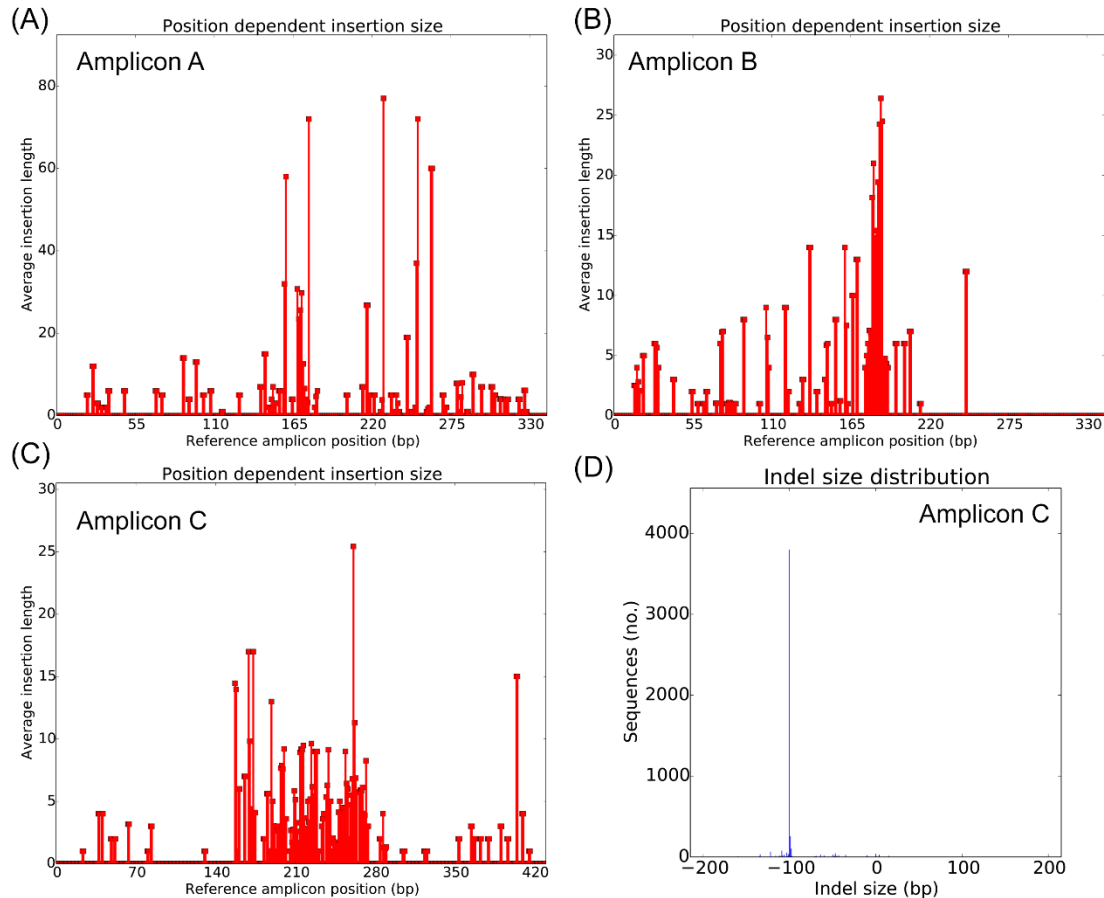 (A)
Position dependent insertion size
Amplicon A
Average insertion length
80
60
40
20
0
0 55 110 165 220 275 330
Reference amplicon position (bp)
(B)
Position dependent insertion size
Amplicon B
Average insertion length
30
25
20
15
10
5
0
0 55 110 165 220 275 330
Reference amplicon position (bp)
(C)
Position dependent insertion size
Amplicon C
Average insertion length
30
25
20
15
10
5
0
0 70 140 210 280 350 420
Reference amplicon position (bp)
(D)
Indel size distribution
Amplicon C
Sequences (no.)
4000
3000
2000
1000
0
−200 −100 0 100 200
Indel size (bp)